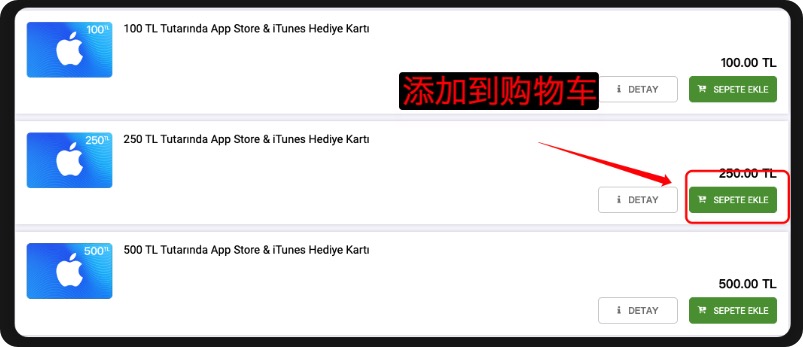 100TL
100 TL Tutarında App Store & iTunes Hediye Kartı
100.00 TL
添加到购物车
i DETAY
SEPETE EKLE
250TL
250 TL Tutarında App Store & iTunes Hediye Kartı
250.00 TL
i DETAY
SEPETE EKLE
500TL
500 TL Tutarında App Store & iTunes Hediye Kartı
500.00 TL
i DETAY
SEPETE EKLE